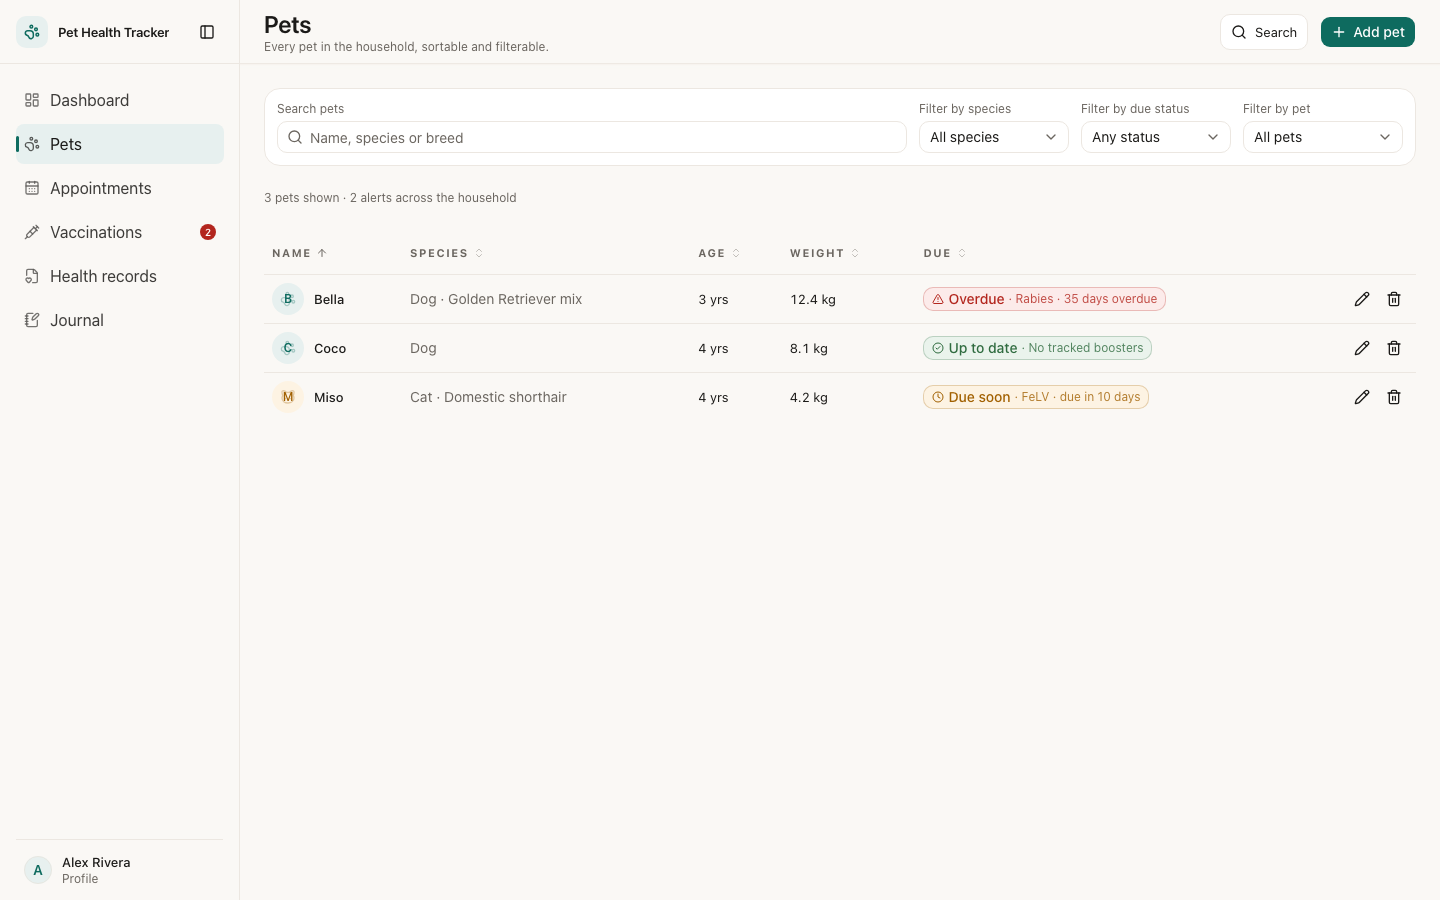 Pet Health Tracker
Dashboard
Pets
Appointments
Vaccinations 2
Health records
Journal
A
Alex Rivera
Profile
Pets
Every pet in the household, sortable and filterable.
Search
Add pet
Search pets
Name, species or breed
Filter by species
All species
Filter by due status
Any status
Filter by pet
All pets
3 pets shown · 2 alerts across the household
NAME SPECIES AGE WEIGHT DUE
B Bella Dog · Golden Retriever mix 3 yrs 12.4 kg Overdue · Rabies · 35 days overdue
C Coco Dog 4 yrs 8.1 kg Up to date · No tracked boosters
M Miso Cat · Domestic shorthair 4 yrs 4.2 kg Due soon · FeLV · due in 10 days